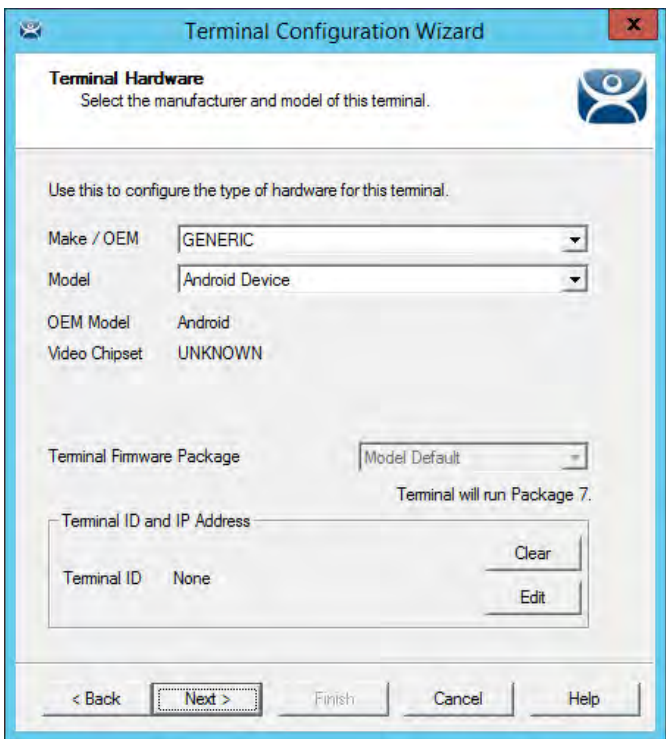 Terminal Configuration Wizard
x
Terminal Hardware
Select the manufacturer and model of this terminal.
Use this to configure the type of hardware for this terminal.
Make / OEM GENERIC
Model Android Device
OEM Model Android
Video Chipset UNKNOWN
Terminal Firmware Package Model Default
Terminal will run Package 7.
Terminal ID and IP Address
Clear
Terminal ID None
Edit
< Back Next > Finish Cancel Help